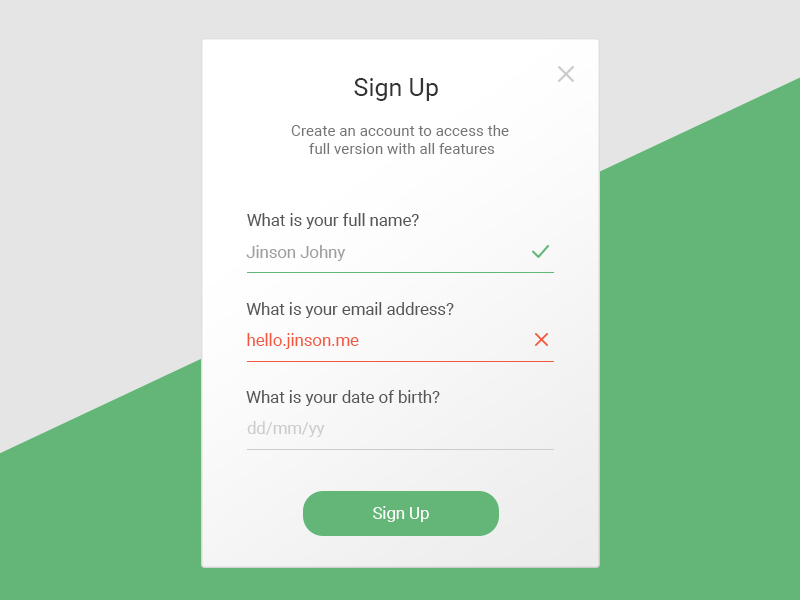 Sign Up
Create an account to access the
full version with all features
What is your full name?
Jinson Johny
What is your email address?
hello.jinson.me
What is your date of birth?
dd/mm/yy
Sign Up